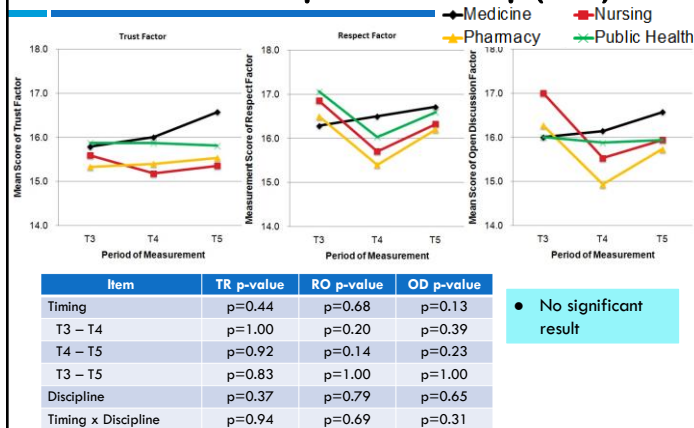 Medicine Nursing
Pharmacy Public Health
Trust Factor
Mean Score of Trust Factor
18.0
17.0
16.0
15.0
14.0
T3 T4 T5
Period of Measurement
Respect Factor
Measurement Score of Respect Factor
18.0
17.0
16.0
15.0
14.0
T3 T4 T5
Period of Measurement
Mean Score of Open Discussion Factor
18.0
17.0
16.0
15.0
14.0
T3 T4 T5
Period of Measurement
Item TR p-value RO p-value OD p-value
Timing p=0.44 p=0.68 p=0.13
T3 – T4 p=1.00 p=0.20 p=0.39
T4 – T5 p=0.92 p=0.14 p=0.23
T3 – T5 p=0.83 p=1.00 p=1.00
Discipline p=0.37 p=0.79 p=0.65
Timing x Discipline p=0.94 p=0.69 p=0.31
• No significant
result